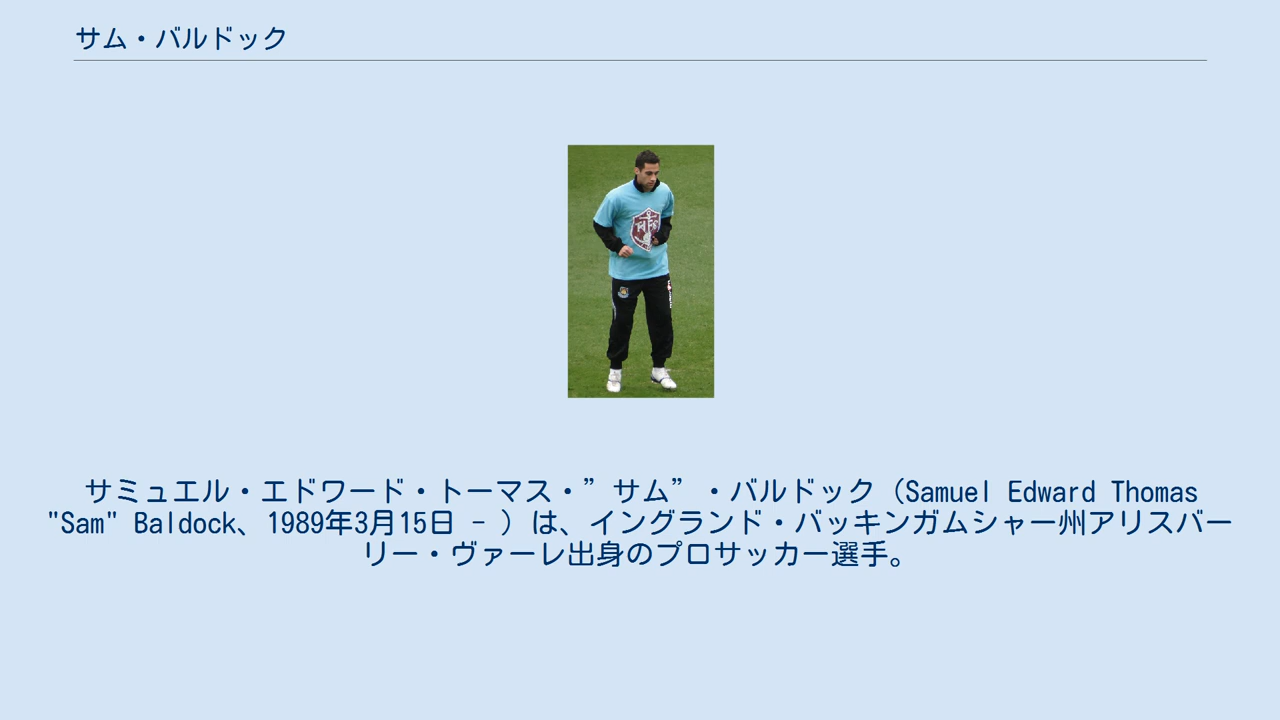 サム・バルドック
サミュエル・エドワード・トーマス・”サム”・バルドック（Samuel Edward Thomas
"Sam" Baldock、1989年3月15日 - ）は、イングランド・バッキンガムシャー州アリスバー
リー・ヴァーレ出身のプロサッカー選手。